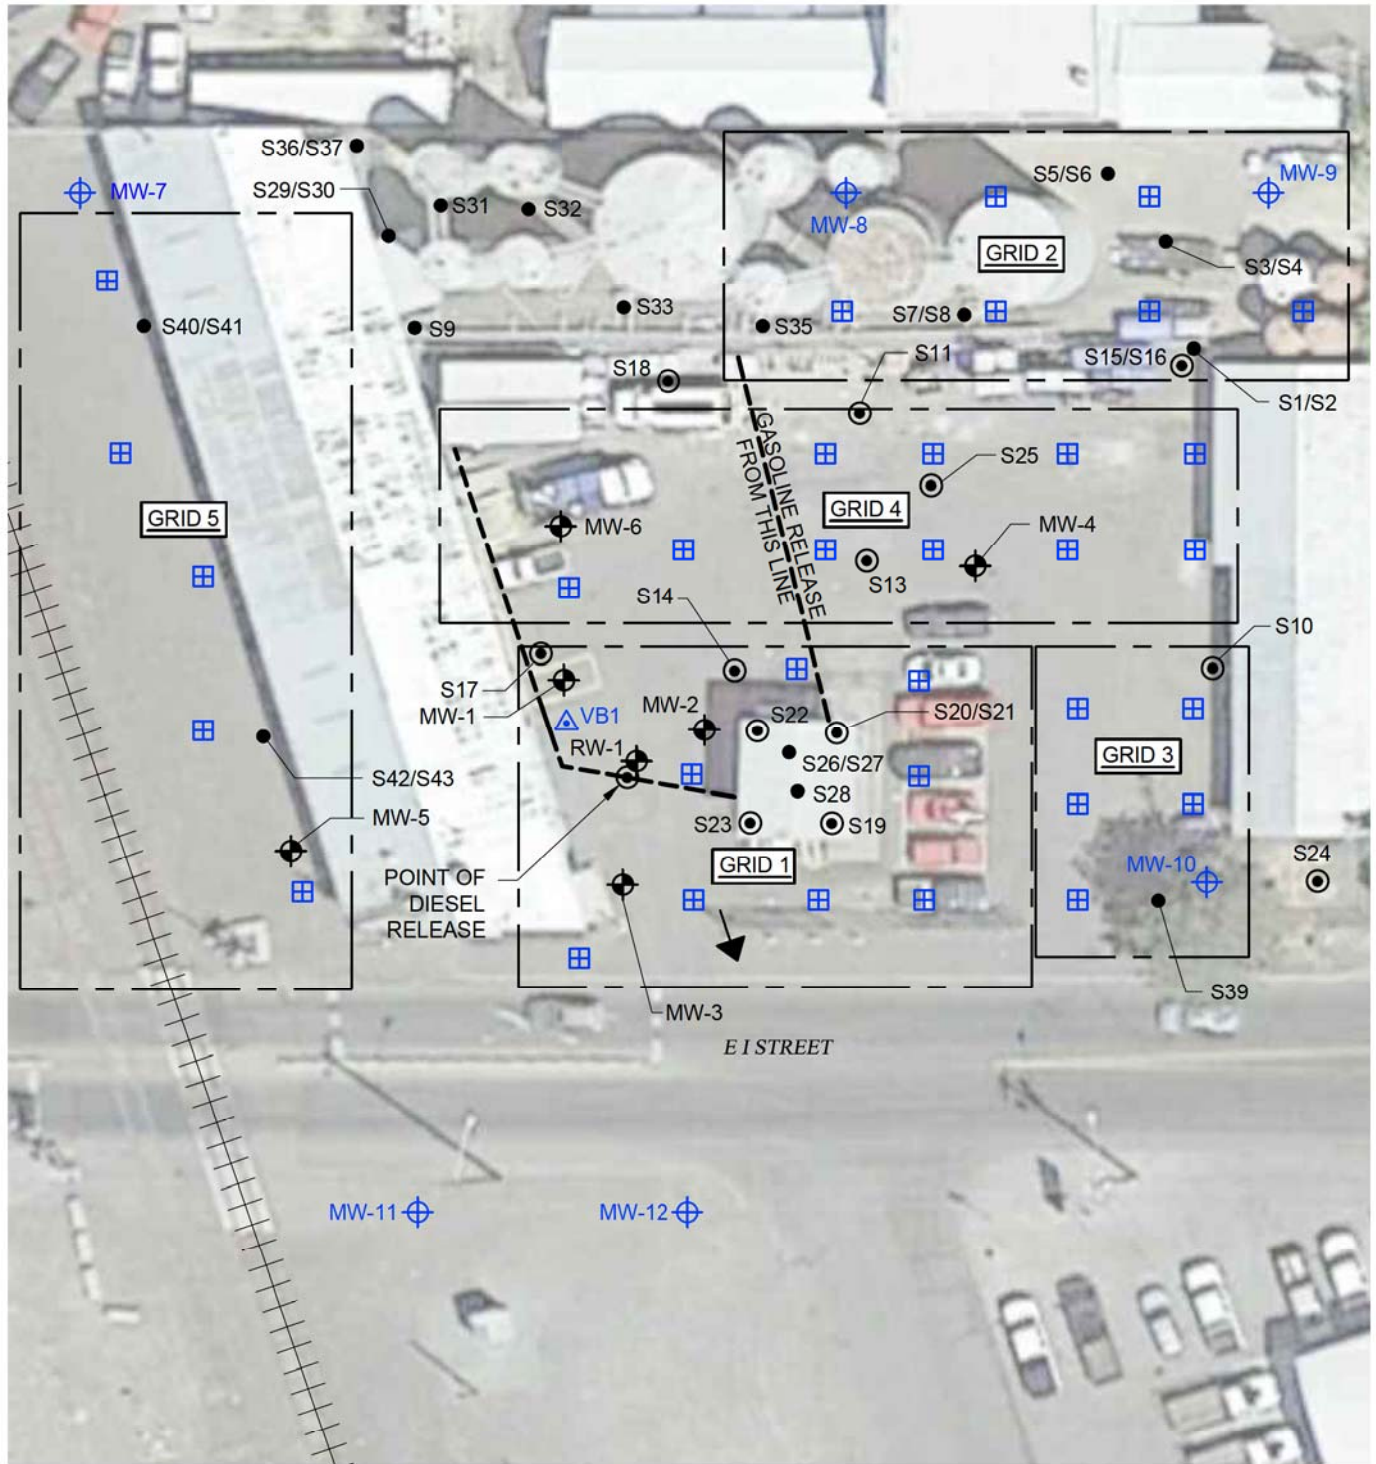 S36/S37
MW-7
S29/S30
S31
S32
S5/S6
MW-9
MW-8
GRID 2
S3/S4
S33
S40/S41
S9
S35
S7/S8
S11
S15/S16
S18
S1/S2
GASOLINE RELEASE
FROM THIS LINE
S25
GRID 5
GRID 4
MW-6
MW-4
S13
S14
S10
S17
MW-1
VB1
MW-2
S22
S20/S21
RW-1
S26/S27
GRID 3
S42/S43
S28
MW-5
S23
S19
GRID 1
MW-10
S24
POINT OF
DIESEL
RELEASE
S39
MW-3
E I STREET
MW-11
MW-12